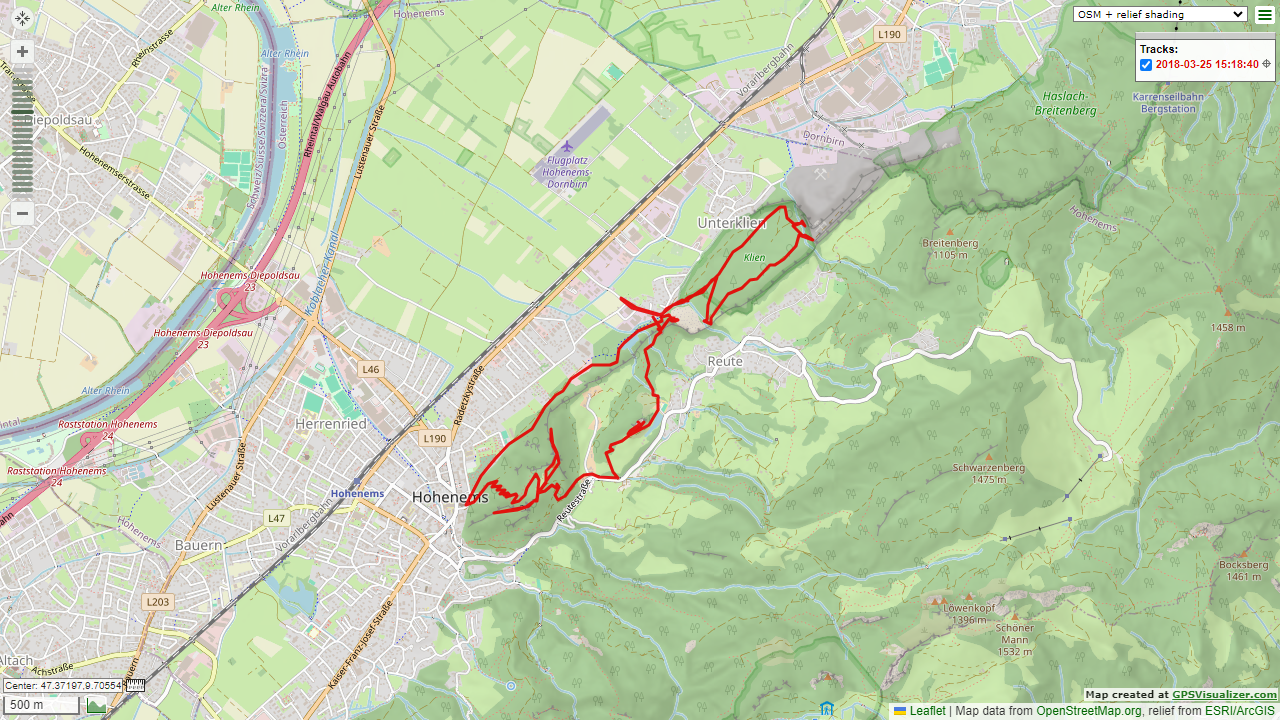 OSM + relief shading
Tracks:
2018-03-25 15:18:40
Alter Rhein
Hohenems
L190
Rheinstraße
Alter Rhein
Vorarlbergbahn
Haslach-
Breitenberg
Karrenseilbahn
Bergstation
Diepoldsau
Rheintal/Walgau Autobahn
Lustenauer Straße
Schweiz/Suisse/Svizzera/Svizra
Österreich
Dornbirn
Hohenemserstrasse
Flugplatz
Hohenems-
Dornbirn
Unterklien
Hohenems
Klien
Breitenberg
1105 m
Hohenems Diepoldsau
23
Koblacher Kanal
Hohenems Diepoldsau
23
1458 m
Reute
L46
Alter Rhein
Radetzkystraße
Raststation Hohenems
24
Herrenried
L190
Raststation Hohenems
24
Lustenauer Straße
Schwarzenberg
1475 m
Hohenems
Hohenems
Reutestraße
L47
Hohenems
Vorarlbergbahn
Bauern
Bocksberg
1461 m
L203
Löwenkopf
1396 m
Schöner
Mann
1532 m
Kaiser-Franz-Josef-Straße
Altach
Achstraße
Center: 47.37197,9.70554
500 m
Map created at GPSVisualizer.com
Leaflet | Map data from OpenStreetMap.org, relief from ESRI/ArcGIS